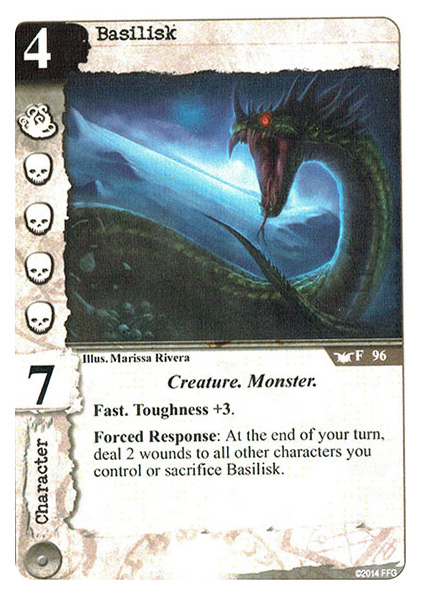 4
Basilisk
Illus. Marissa Rivera
F 96
7
Creature. Monster.
Fast. Toughness +3.
Forced Response: At the end of your turn,
deal 2 wounds to all other characters you
control or sacrifice Basilisk.
Character
©2014 FFG